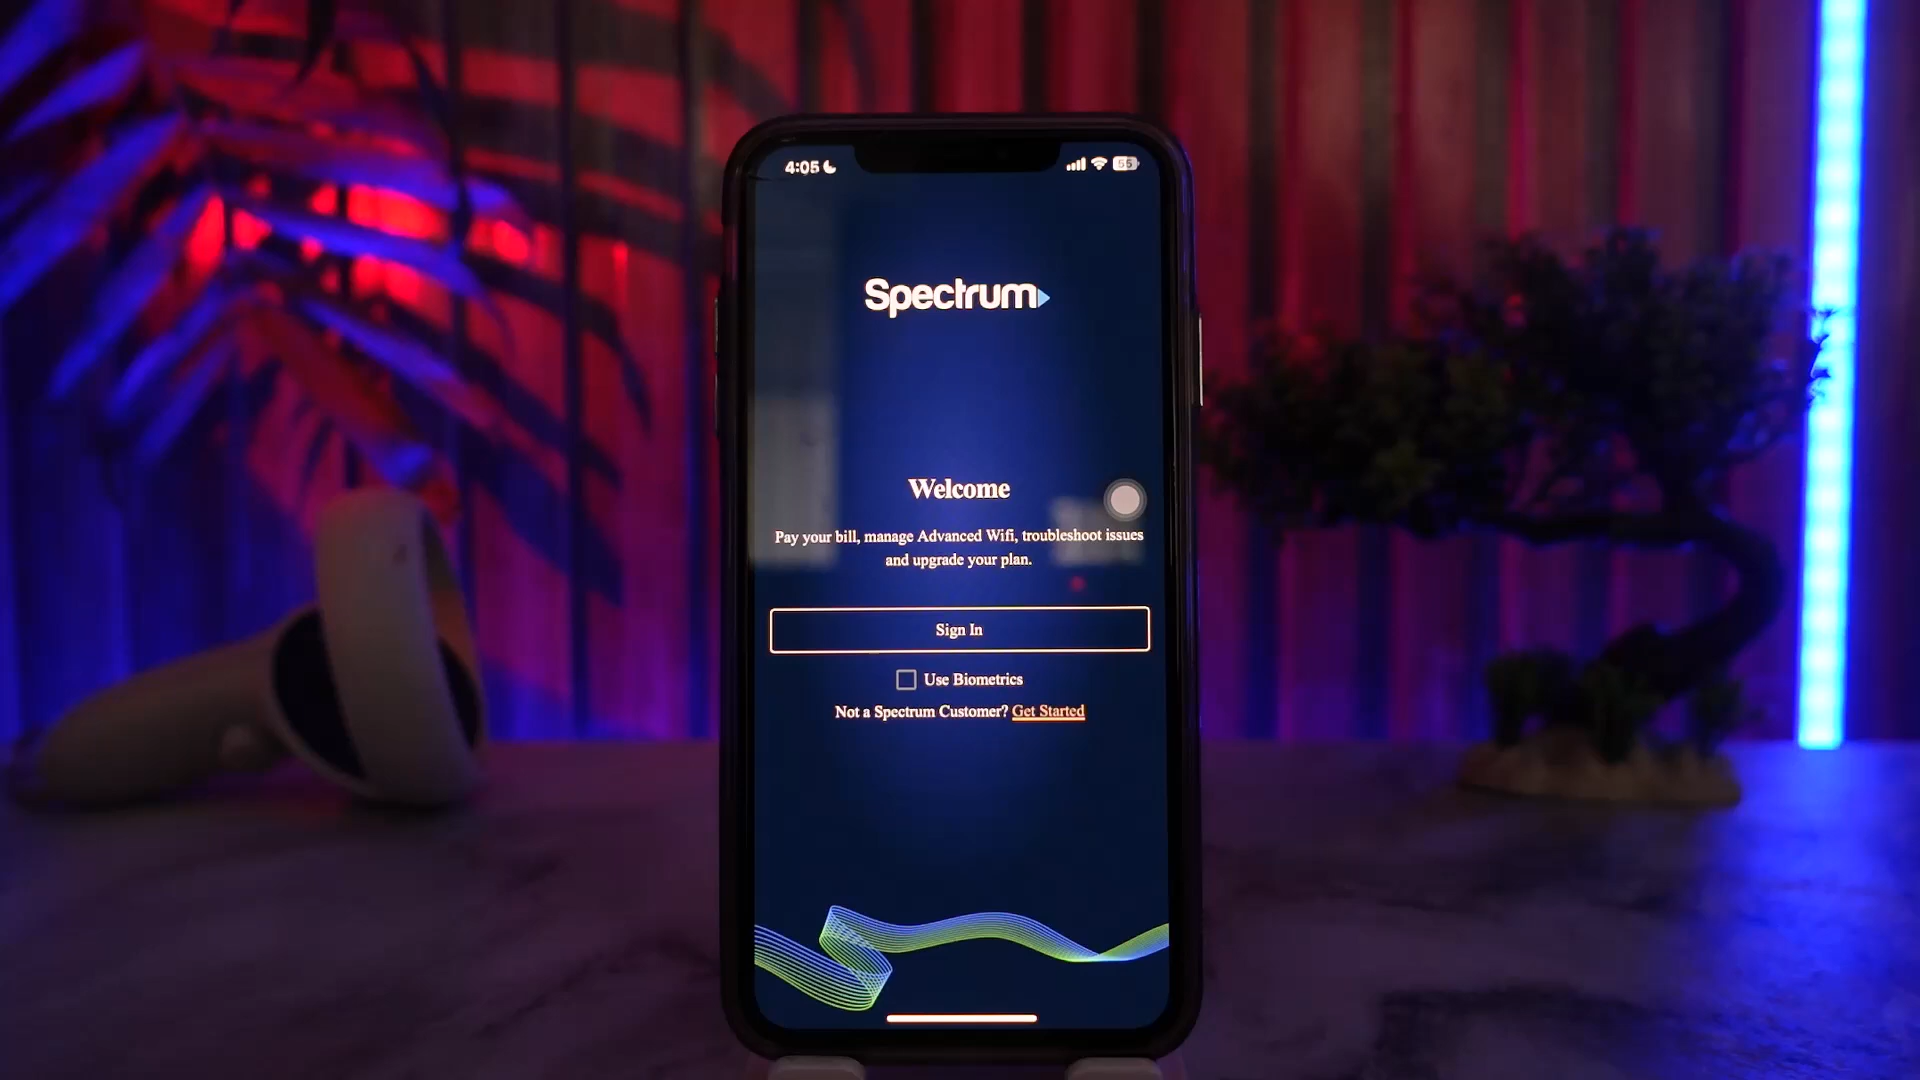 4:05
55
Spectrum
Welcome
Pay your bill, manage Advanced Wifi, troubleshoot issues
and upgrade your plan.
Sign In
Use Biometrics
Not a Spectrum Customer? Get Started